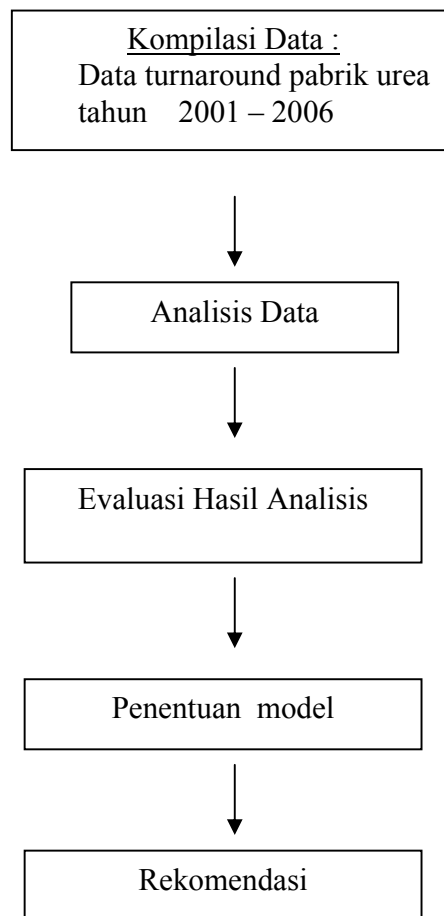 Kompilasi Data :
Data turnaround pabrik urea
tahun 2001 – 2006
Analisis Data
Evaluasi Hasil Analisis
Penentuan model
Rekomendasi